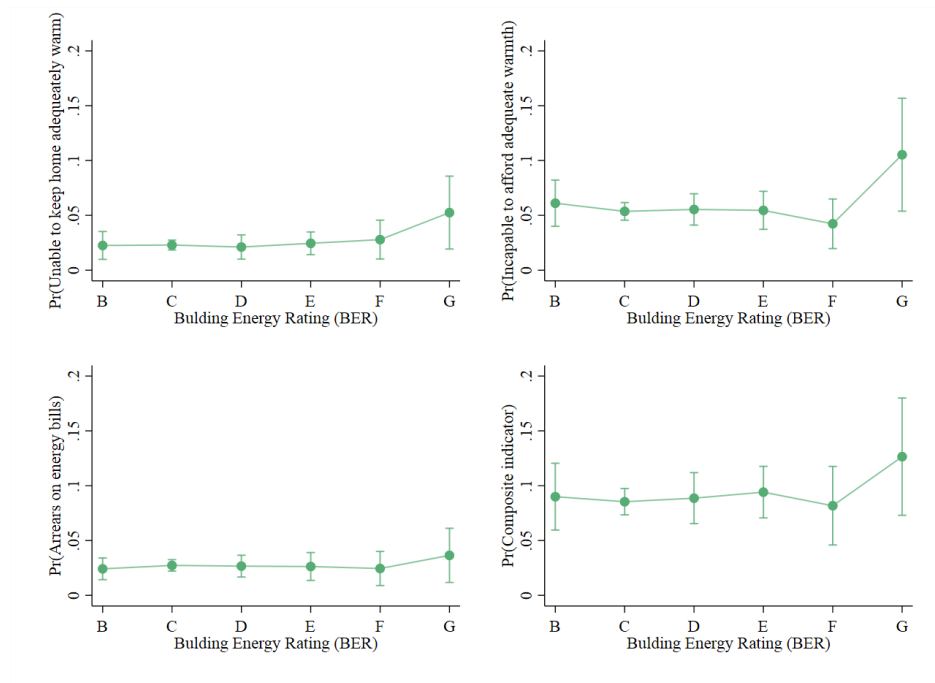 Pr(Unable to keep home adequeately warm)
.2
.15
.1
.05
0
B C D E F G
Bulding Energy Rating (BER)
Pr(Incapable to afford adequeate warmth)
.2
.15
.1
.05
0
B C D E F G
Bulding Energy Rating (BER)
Pr(Arrears on energy bills)
.2
.15
.1
.05
0
B C D E F G
Bulding Energy Rating (BER)
Pr(Composite indicator)
.2
.15
.1
.05
0
B C D E F G
Bulding Energy Rating (BER)